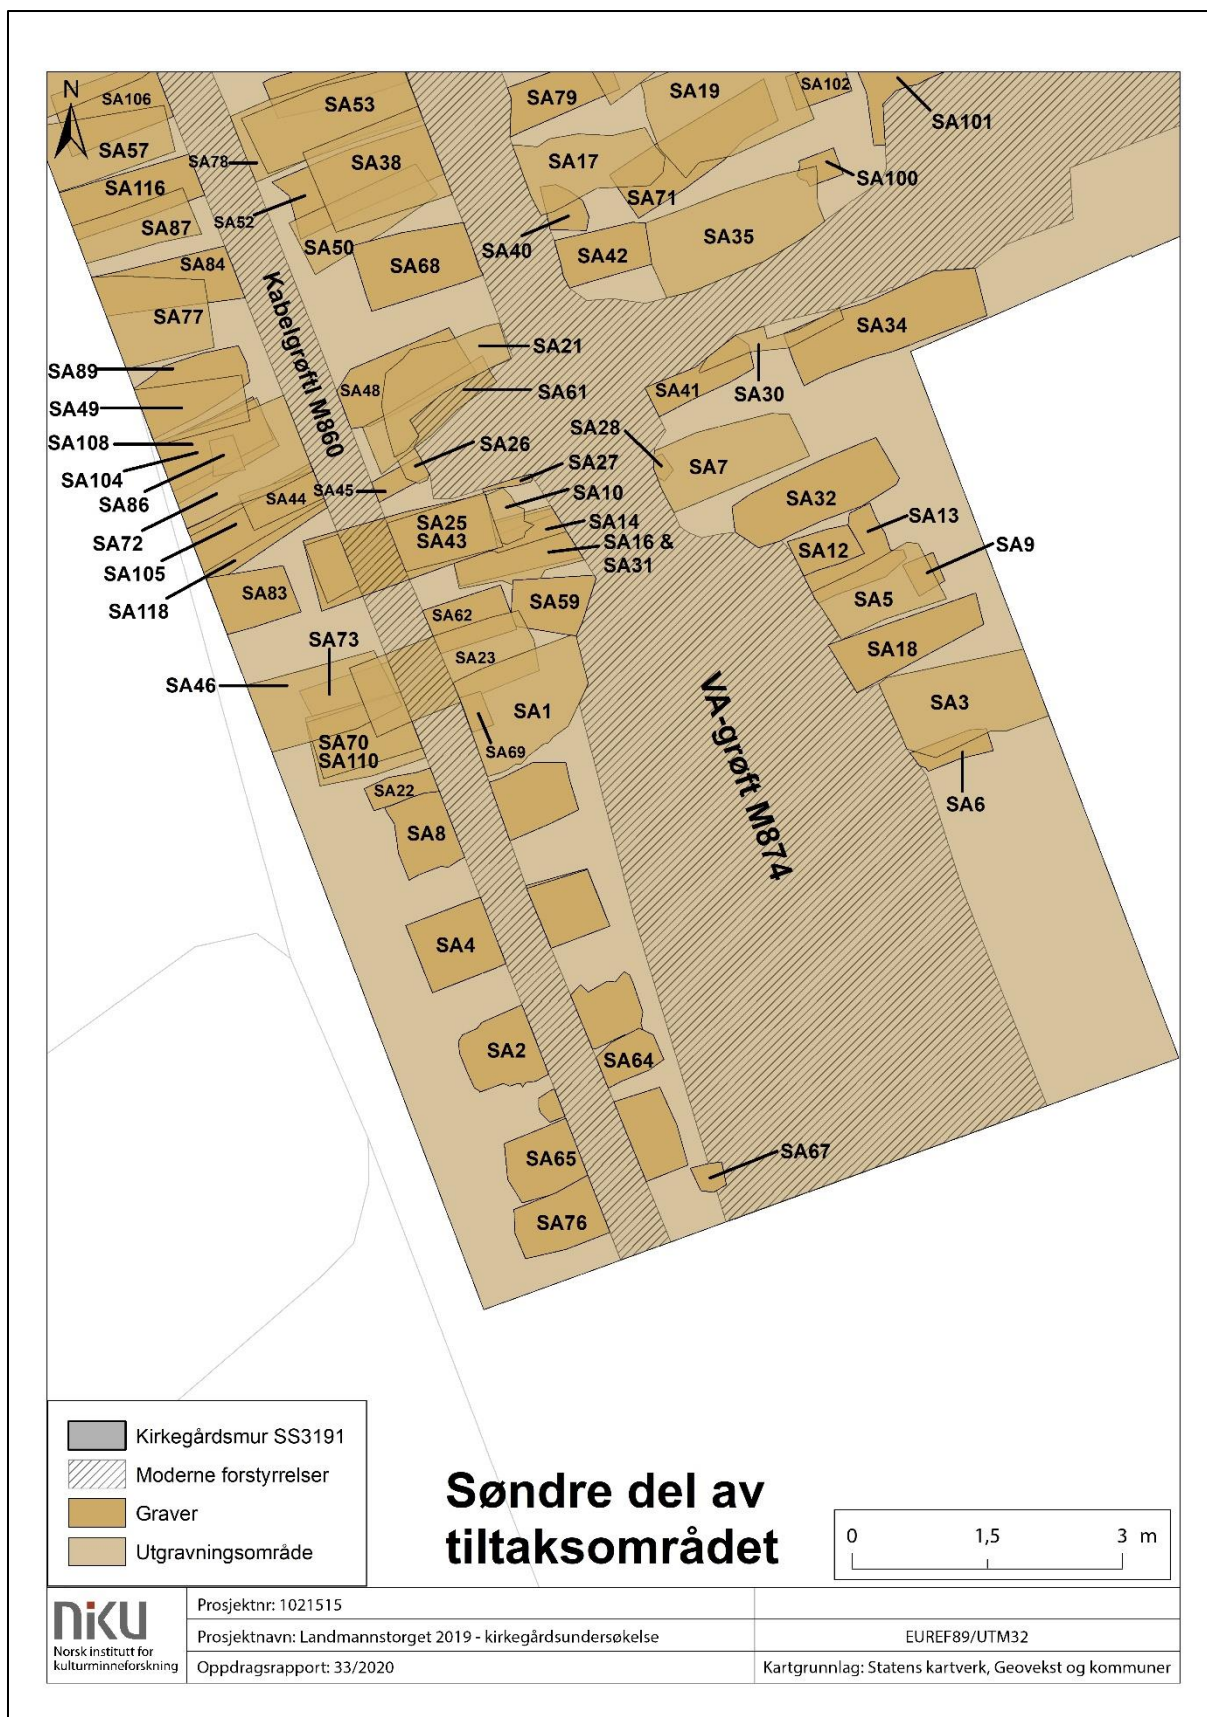 N
SA106
SA53
SA79
SA19
SA102
SA101
SA57
SA78
SA38
SA17
SA116
SA52
SA71
SA100
SA87
SA50
SA40
SA35
SA84
SA68
SA42
SA77
Kabelgrøftl M860
SA21
SA34
SA89
SA48
SA61
SA41
SA30
SA49
SA28
SA26
SA108
SA27
SA7
SA104
SA45
SA10
SA32
SA86
SA44
SA25
SA14
SA13
SA72
SA43
SA16 &
SA31
SA12
SA9
SA105
SA118
SA83
SA62
SA59
SA5
SA73
SA23
SA18
SA46
SA1
SA3
SA70
SA110
SA69
VA-grøft M874
SA22
SA6
SA8
SA4
SA2
SA64
SA65
SA67
SA76
Kirkegårdsmur SS3191
Moderne forstyrrelser
Graver
Utgravningsområde
Søndre del av
tiltaksområdet
0 1,5 3 m
niku
Norsk institutt for
kulturminneforskning
Prosjektnr: 1021515
Prosjektnavn: Landmannstorget 2019 - kirkegårdsundersøkelse
EUREF89/UTM32
Oppdragsrapport: 33/2020
Kartgrunnlag: Statens kartverk, Geovekst og kommuner